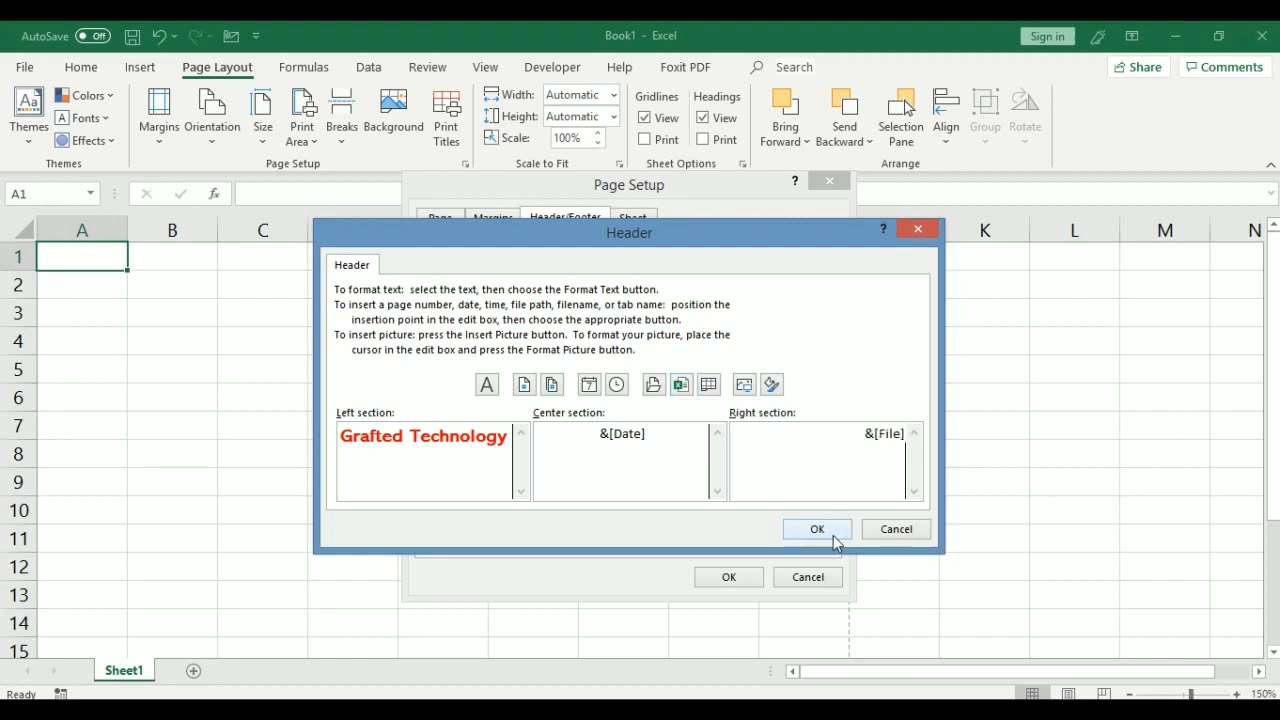 AutoSave Off Book1 - Excel Sign in
File Home Insert Page Layout Formulas Data Review View Developer Help Foxit PDF Search Share Comments
Themes Colors Fonts Effects Themes
Margins Orientation Size Print Area Breaks Background Print Titles Page Setup
Width: Automatic Height: Automatic Scale: 100% Scale to Fit
Gridlines View Print Headings View Print Sheet Options
Bring Forward Send Backward Selection Pane Align Group Rotate Arrange
A1 fx
Page Setup ? ×
Page Margins Header/Footer Sheet
A B C K L M N
Header ?
Header
To format text: select the text, then choose the Format Text button.
To insert a page number, date, time, file path, filename, or tab name: position the
insertion point in the edit box, then choose the appropriate button.
To insert picture: press the Insert Picture button. To format your picture, place the
cursor in the edit box and press the Format Picture button.
A
Left section: Center section: Right section:
Grafted Technology &[Date] &[File]
OK Cancel
OK Cancel
1
2
3
4
5
6
7
8
9
10
11
12
13
14
15
Sheet1
Ready 150%